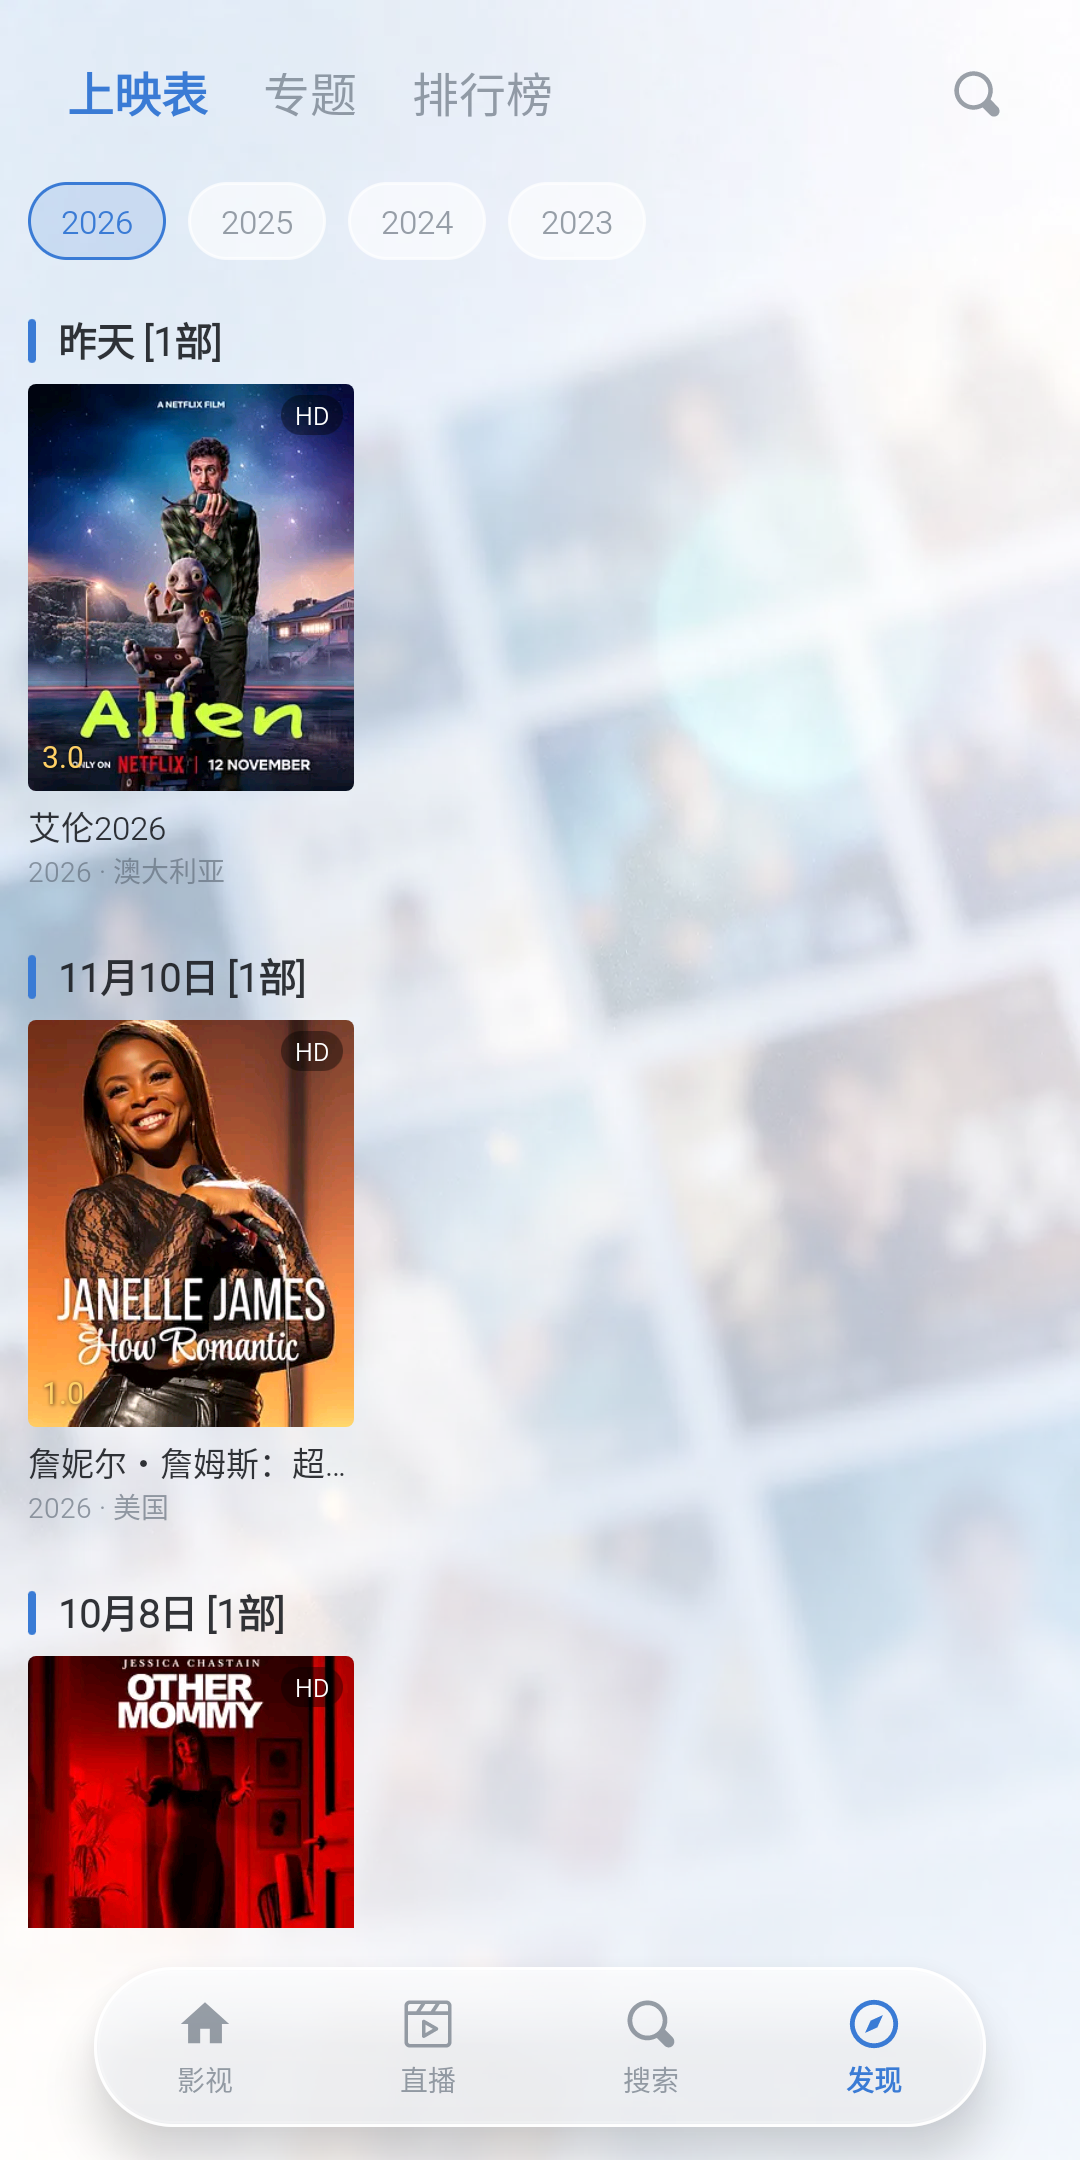 上映表 专题 排行榜
2026 2025 2024 2023
昨天 [1部]
A NETFLIX FILM
HD
Allen
3.0
ONLY ON NETFLIX | 12 NOVEMBER
艾伦2026
2026 · 澳大利亚
11月10日 [1部]
HD
JANELLE JAMES
How Romantic
1.0
詹妮尔・詹姆斯：超...
2026 · 美国
10月8日 [1部]
JESSICA CHASTAIN
HD
OTHER
MOMMY
影视 直播 搜索 发现